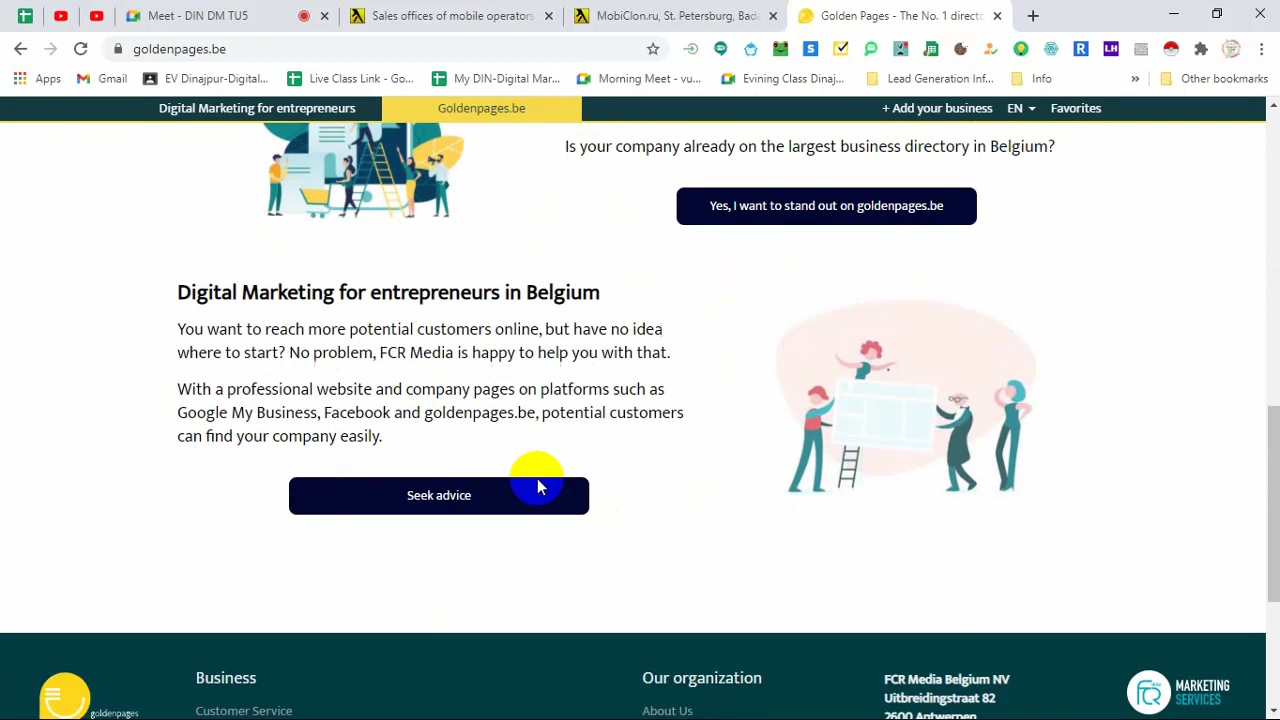 Meet - DIN DM TU5
Sales offices of mobile operators
MobiClon.ru, St. Petersburg, Bad
Golden Pages - The No. 1 direct
goldenpages.be
Apps
Gmail
EV Dinajpur-Digital...
Live Class Link - Go...
My DIN-Digital Mar...
Morning Meet - vu...
Evining Class Dinaj...
Lead Generation Inf...
Info
»
Other bookmarks
Digital Marketing for entrepreneurs
Goldenpages.be
+ Add your business
EN
Favorites
Is your company already on the largest business directory in Belgium?
Yes, I want to stand out on goldenpages.be
Digital Marketing for entrepreneurs in Belgium
You want to reach more potential customers online, but have no idea
where to start? No problem, FCR Media is happy to help you with that.
With a professional website and company pages on platforms such as
Google My Business, Facebook and goldenpages.be, potential customers
can find your company easily.
Seek advice
goldenpages
Business
Customer Service
Our organization
About Us
FCR Media Belgium NV
Uitbreidingstraat 82
2600 Antwerpen
FCR
MARKETING
SERVICES